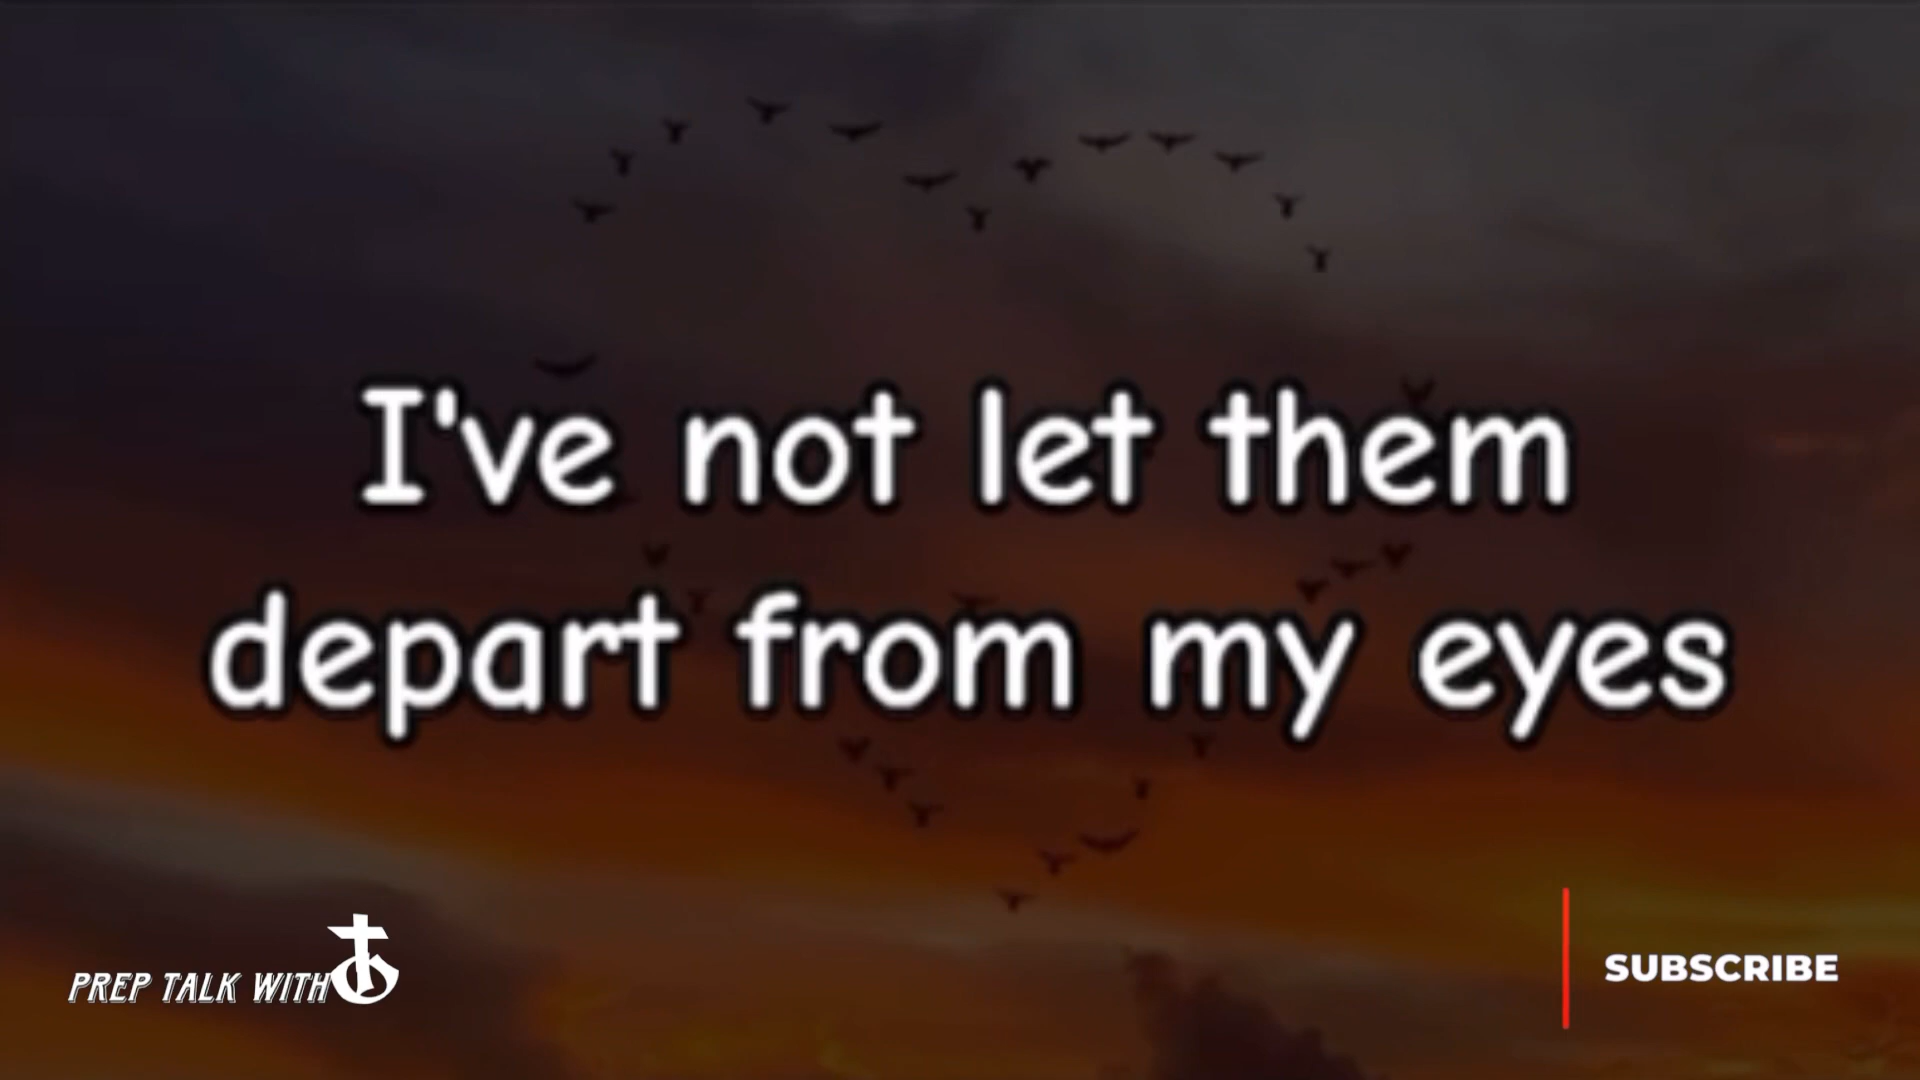 I've not let them
depart from my eyes
PREP TALK WITH
SUBSCRIBE